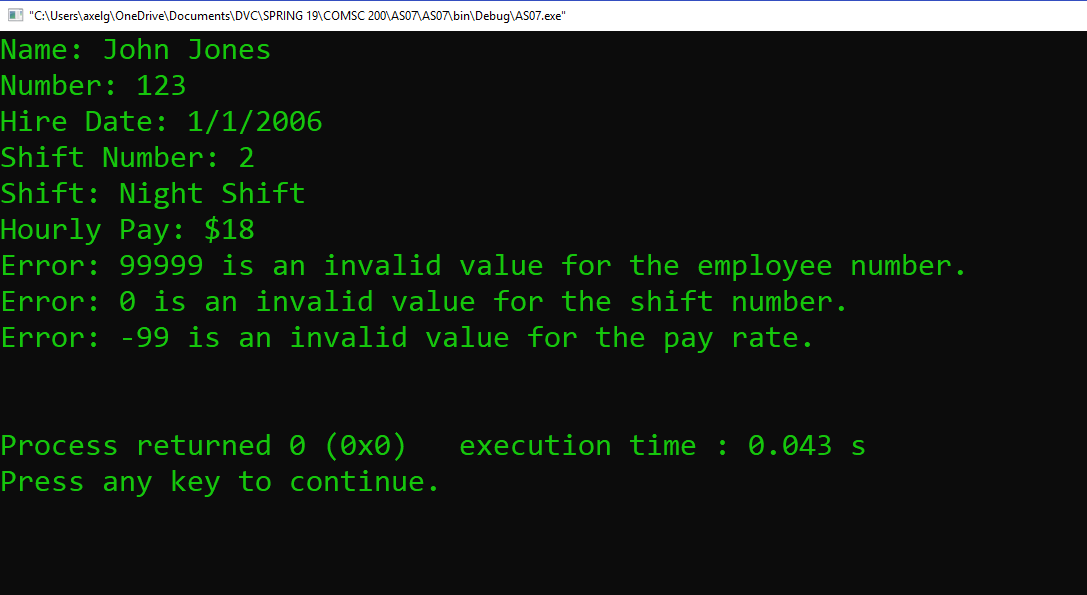 "C:\Users\axelg\OneDrive\Documents\DVC\SPRING 19\COMSC 200\AS07\AS07\bin\Debug\AS07.exe"
Name: John Jones
Number: 123
Hire Date: 1/1/2006
Shift Number: 2
Shift: Night Shift
Hourly Pay: $18
Error: 99999 is an invalid value for the employee number.
Error: 0 is an invalid value for the shift number.
Error: -99 is an invalid value for the pay rate.
Process returned 0 (0x0)   execution time : 0.043 s
Press any key to continue.